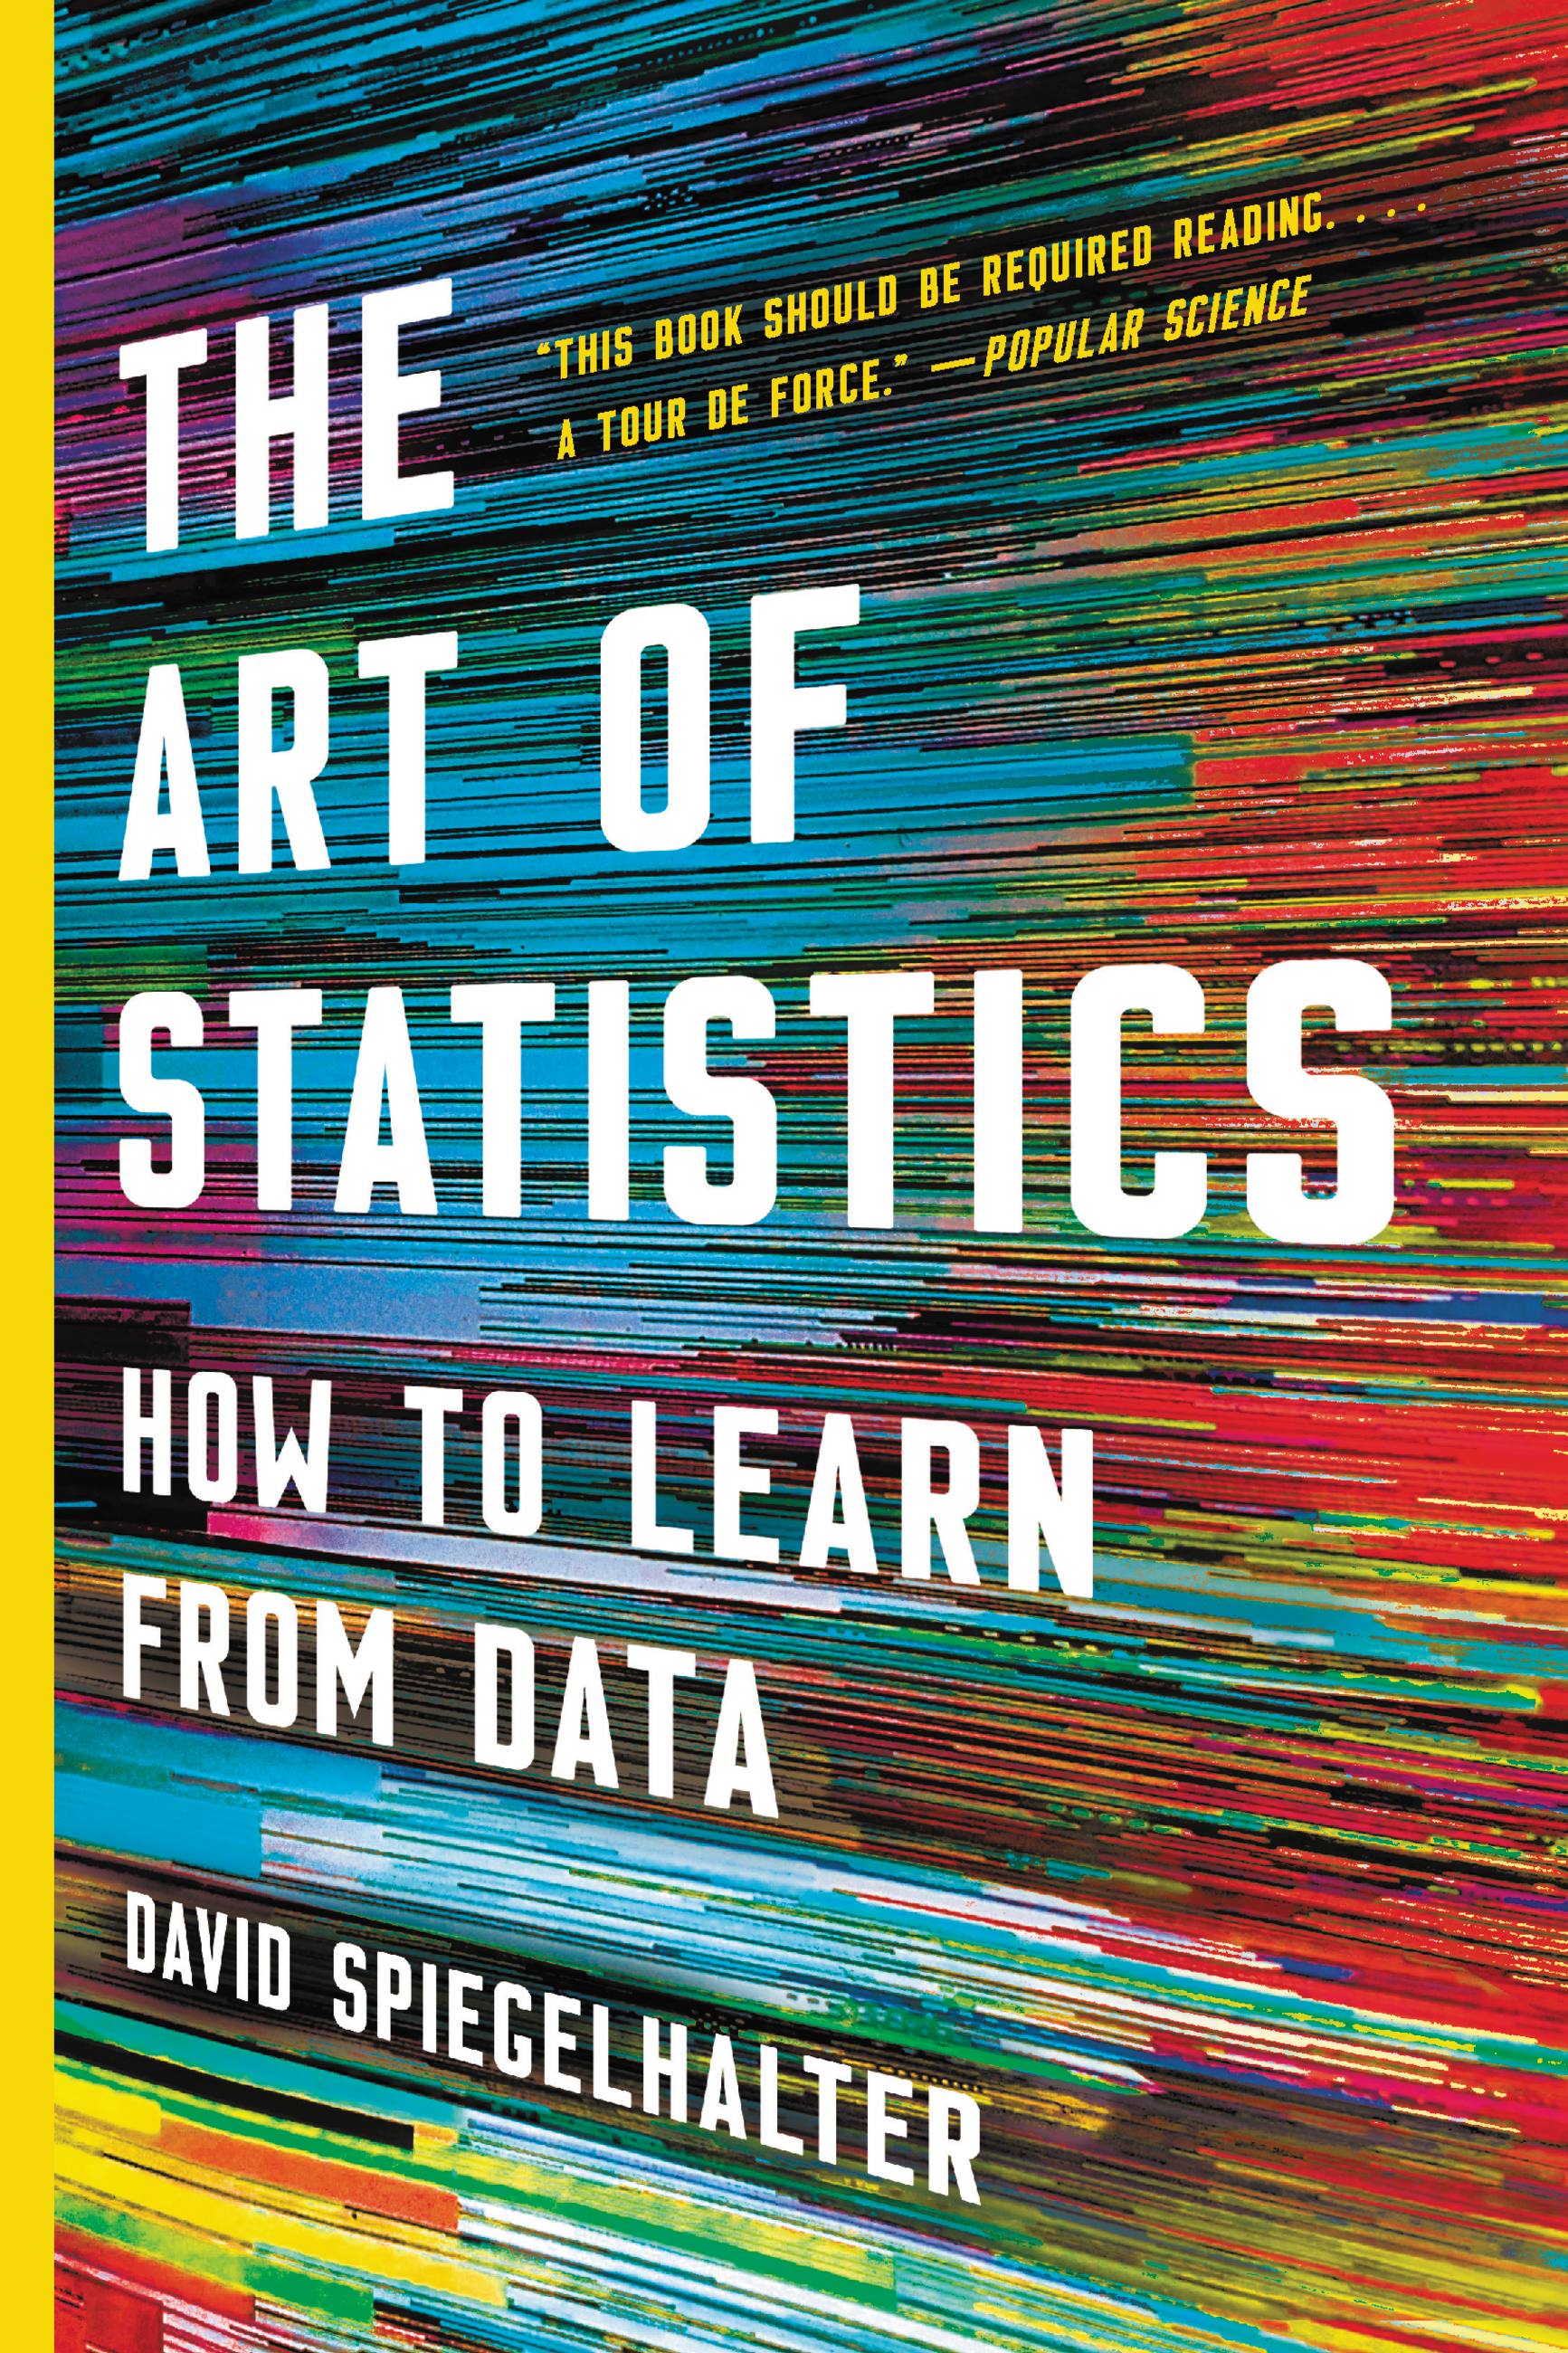 THE
"THIS BOOK SHOULD BE REQUIRED READING. . . .
A TOUR DE FORCE." —POPULAR SCIENCE
ART OF
STATISTICS
HOW TO LEARN
FROM DATA
DAVID SPIEGELHALTER